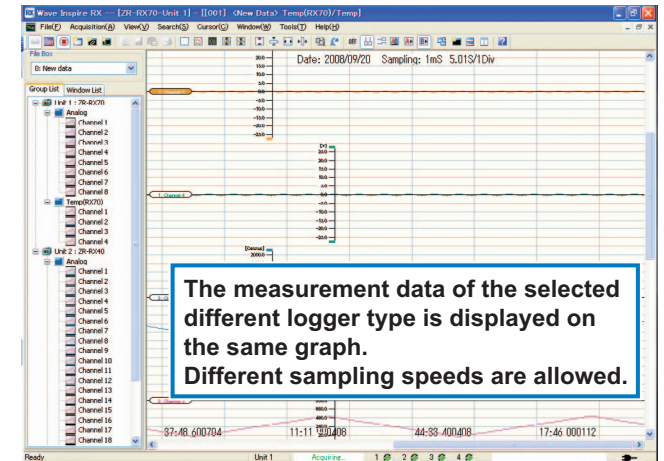 Wave Inspire RX -- [ZR-RX70-Unit 1] - [[001] <New Data> Temp(RX70)/Temp]
File(F) Acquisition(A) View(V) Search(S) Cursor(C) Window(W) Tools(T) Help(H)
File Box
0: New data
Group List Window List
Unit 1 : ZR-RX70
Analog
Channel 1
Channel 2
Channel 3
Channel 4
Channel 5
Channel 6
Channel 7
Channel 8
Temp(RX70)
Channel 1
Channel 2
Channel 3
Channel 4
Unit 2 : ZR-RX40
Analog
Channel 1
Channel 2
Channel 3
Channel 4
Channel 5
Channel 6
Channel 7
Channel 8
Channel 9
Channel 10
Channel 11
Channel 12
Channel 13
Channel 14
Channel 15
Channel 16
Channel 17
Channel 18
Date: 2008/09/20 Sampling: 1mS 5.01S/1Div
The measurement data of the selected
different logger type is displayed on
the same graph.
Different sampling speeds are allowed.
37:48 600704
44:33 400408
17:46 000112
Ready Unit 1 Acquiring... 1 2 3 4